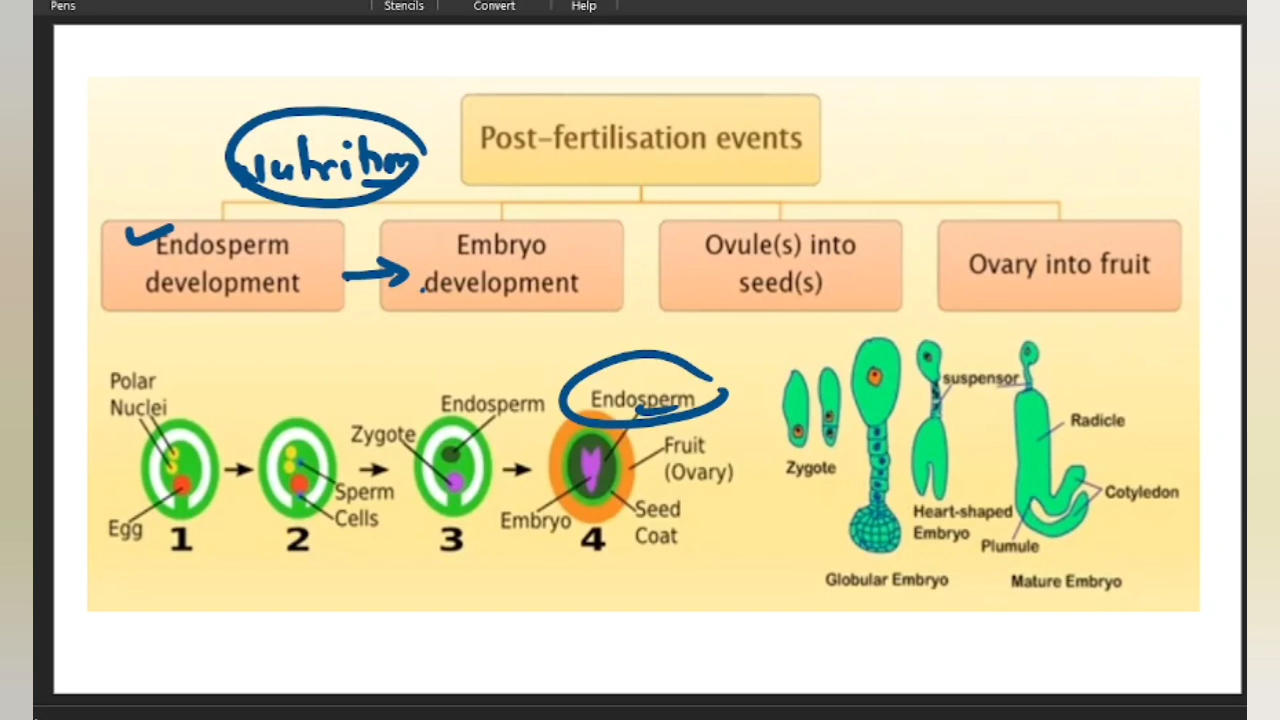 Pens Stencils Convert Help
Post-fertilisation events
Nutrition
Endosperm
development
Embryo
development
Ovule(s) into
seed(s)
Ovary into fruit
Polar
Nuclei
Egg
1
2
Sperm
Cells
Zygote
Endosperm
3
Endosperm
Fruit
(Ovary)
Embryo
Seed
Coat
4
Zygote
Globular Embryo
suspensor
Heart-shaped
Embryo
Radicle
Cotyledon
Plumule
Mature Embryo